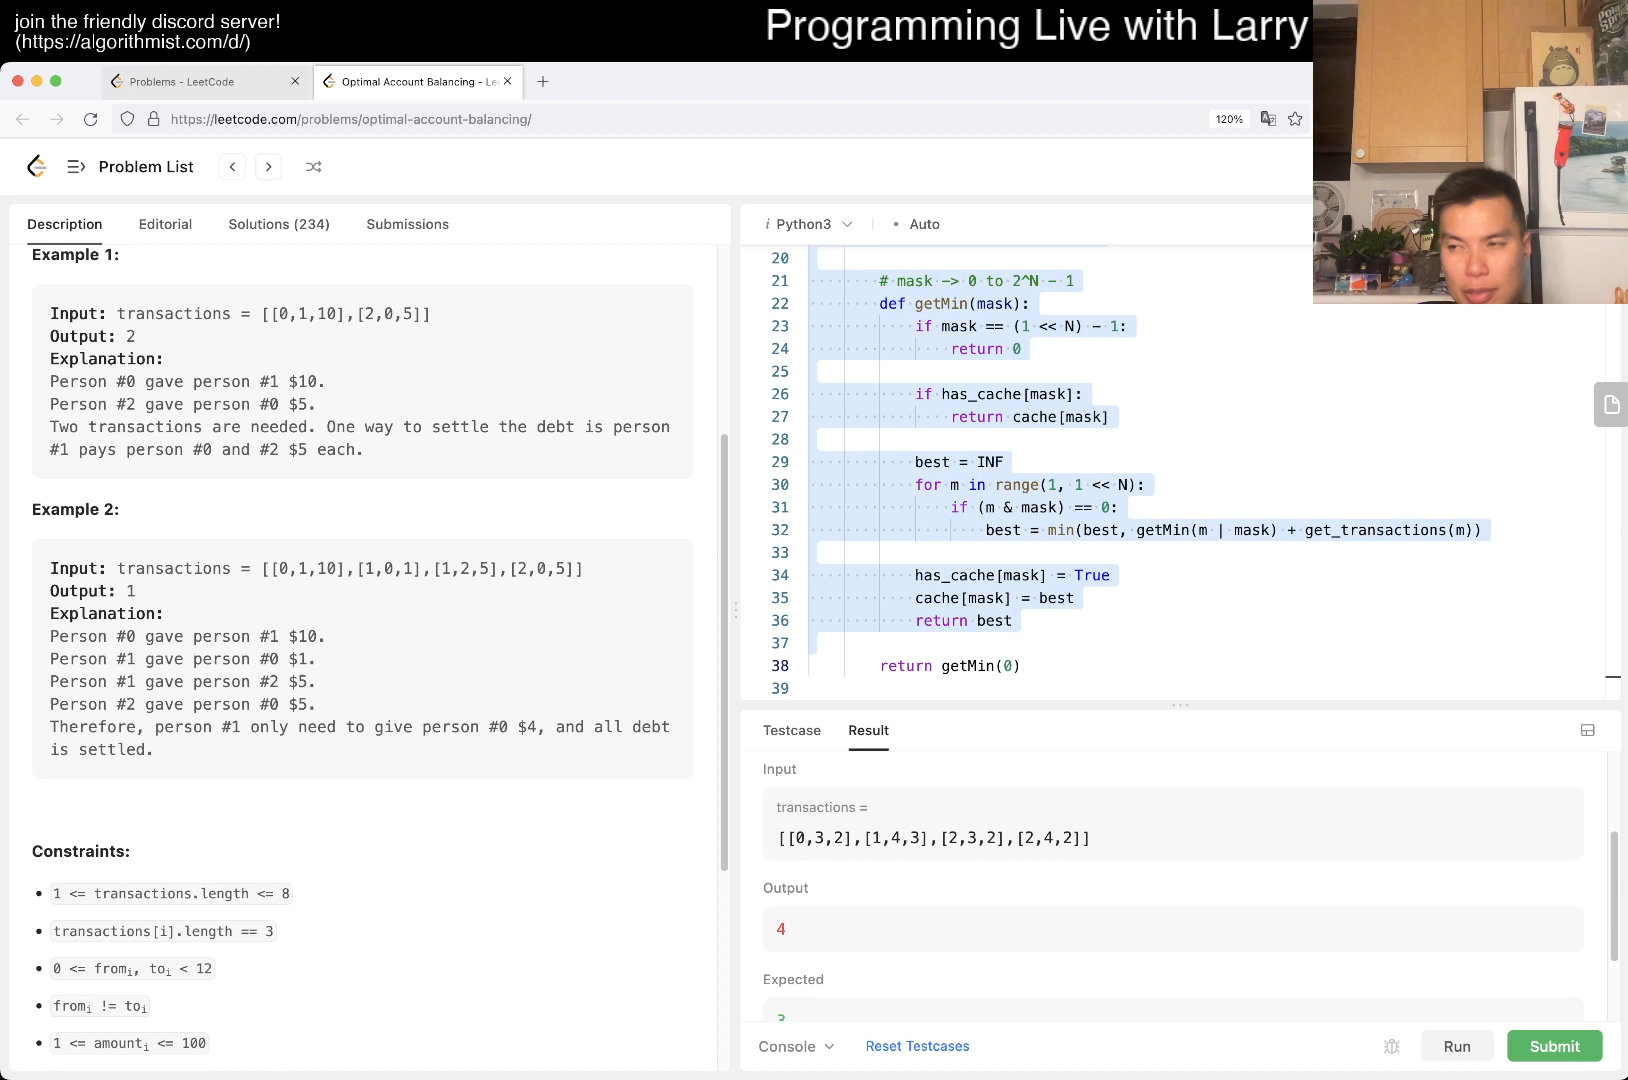 join the friendly discord server!
(https://algorithmist.com/d/)
Programming Live with Larry
Problems - LeetCode
Optimal Account Balancing - Le
https://leetcode.com/problems/optimal-account-balancing/
120%
Problem List
Description
Editorial
Solutions (234)
Submissions
Example 1:
Input: transactions = [[0,1,10],[2,0,5]]
Output: 2
Explanation:
Person #0 gave person #1 $10.
Person #2 gave person #0 $5.
Two transactions are needed. One way to settle the debt is person
#1 pays person #0 and #2 $5 each.
Example 2:
Input: transactions = [[0,1,10],[1,0,1],[1,2,5],[2,0,5]]
Output: 1
Explanation:
Person #0 gave person #1 $10.
Person #1 gave person #0 $1.
Person #1 gave person #2 $5.
Person #2 gave person #0 $5.
Therefore, person #1 only need to give person #0 $4, and all debt
is settled.
Constraints:
• 1 <= transactions.length <= 8
• transactions[i].length == 3
• 0 <= fromi, toi < 12
• fromi != toi
• 1 <= amounti <= 100
i Python3
• Auto
20
21 # mask -> 0 to 2^N - 1
22 def getMin(mask):
23 if mask == (1 << N) - 1:
24 return 0
25
26 if has_cache[mask]:
27 return cache[mask]
28
29 best = INF
30 for m in range(1, 1 << N):
31 if (m & mask) == 0:
32 best = min(best, getMin(m | mask) + get_transactions(m))
33
34 has_cache[mask] = True
35 cache[mask] = best
36 return best
37
38 return getMin(0)
39
Testcase
Result
Input
transactions =
[[0,3,2],[1,4,3],[2,3,2],[2,4,2]]
Output
4
Expected
3
Console
Reset Testcases
Run
Submit